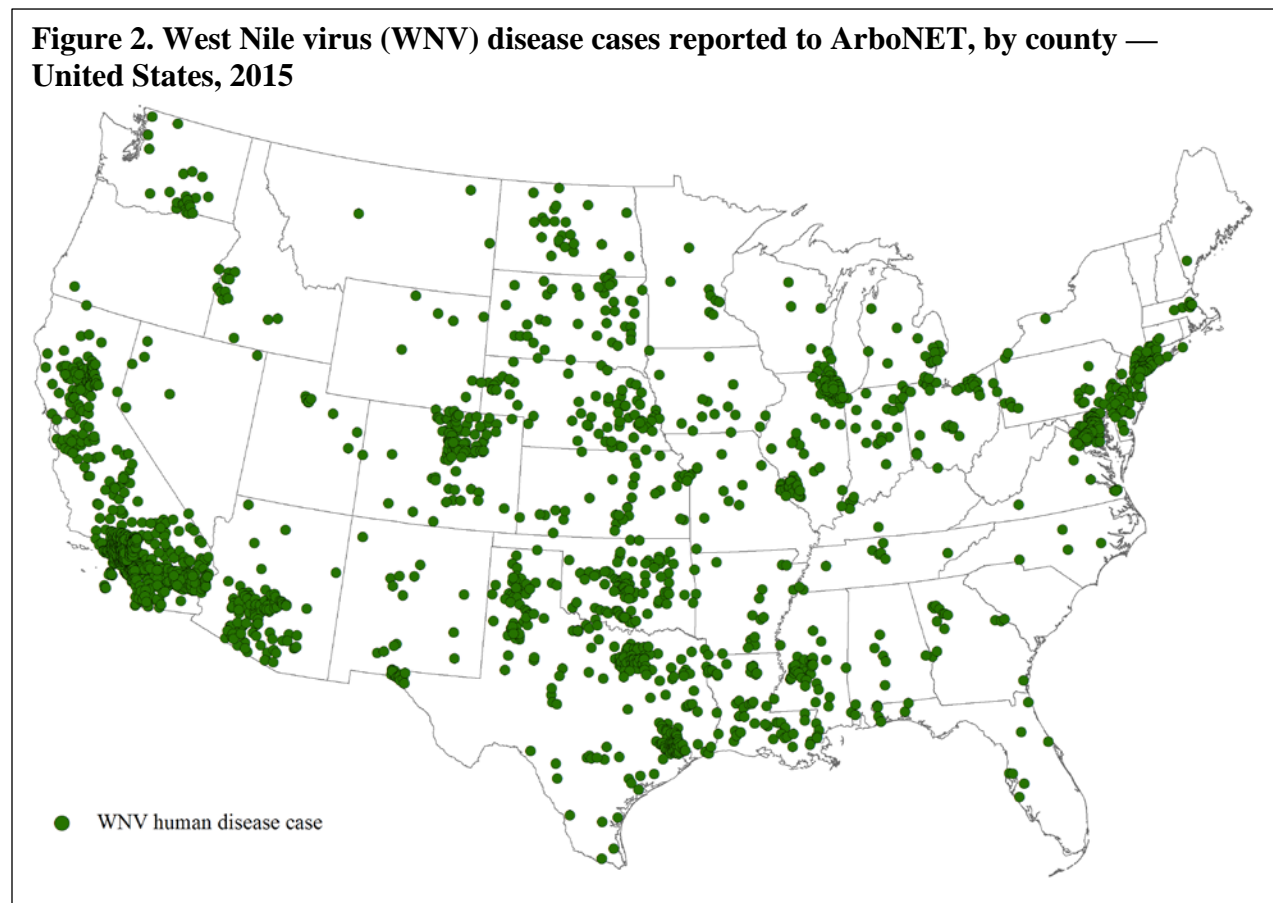 Figure 2. West Nile virus (WNV) disease cases reported to ArboNET, by county —
United States, 2015
WNV human disease case